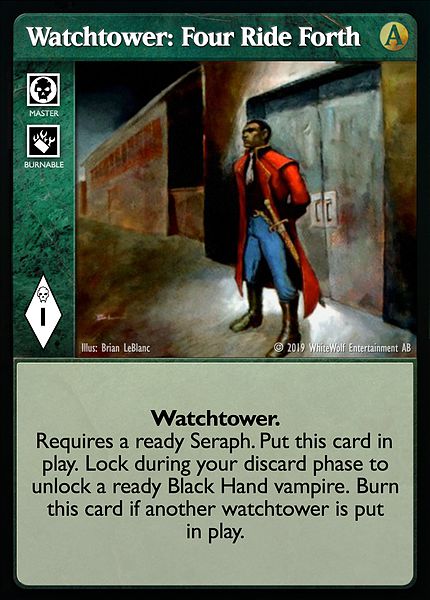 Watchtower: Four Ride Forth A
MASTER
BURNABLE
1
Illus: Brian LeBlanc @ 2019 WhiteWolf Entertainment AB
Watchtower.
Requires a ready Seraph. Put this card in
play. Lock during your discard phase to
unlock a ready Black Hand vampire. Burn
this card if another watchtower is put
in play.